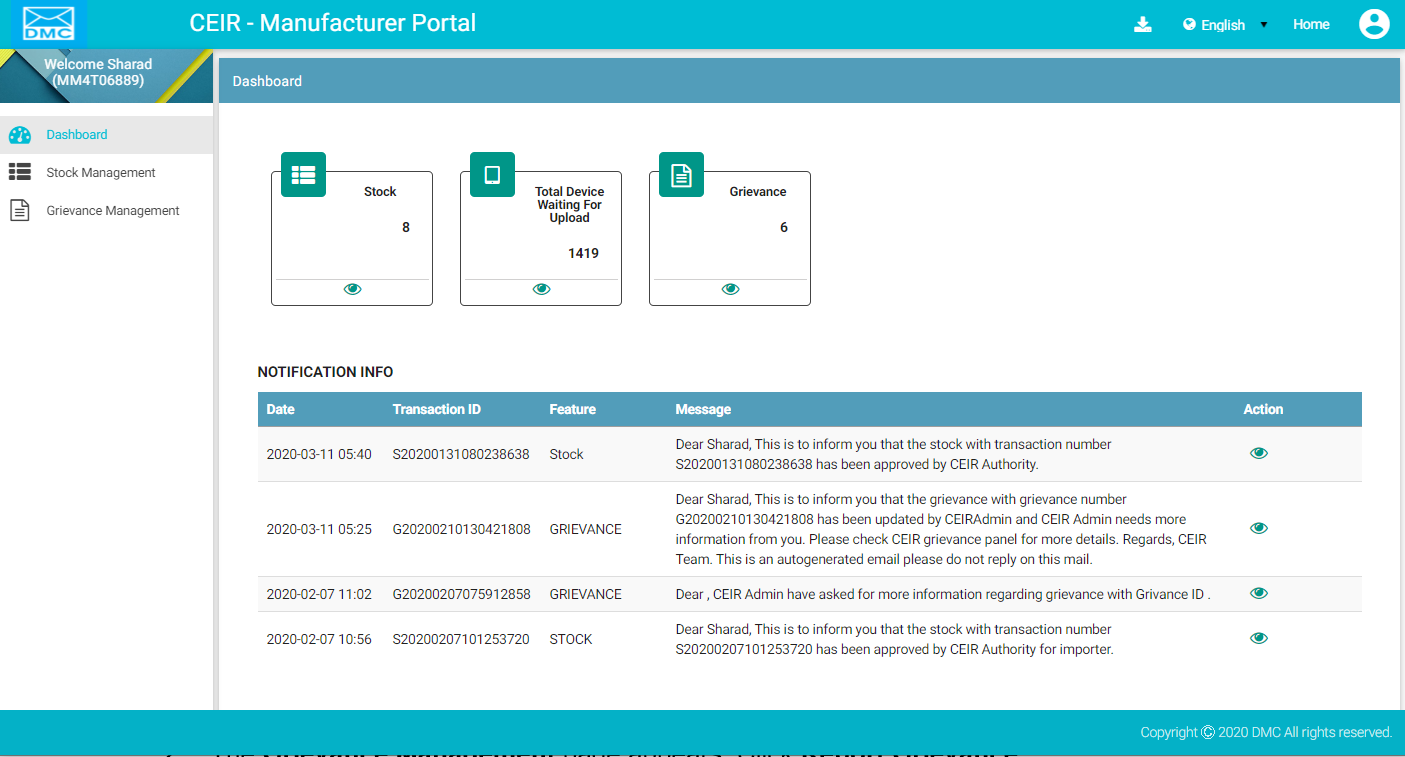 DMC
CEIR - Manufacturer Portal
English
Home
Welcome Sharad
(MM4T06889)
Dashboard
Stock Management
Grievance Management
Dashboard
Stock
8
Total Device
Waiting For
Upload
1419
Grievance
6
NOTIFICATION INFO
Date Transaction ID Feature Message Action
2020-03-11 05:40 S20200131080238638 Stock
Dear Sharad, This is to inform you that the stock with transaction number
S20200131080238638 has been approved by CEIR Authority.
2020-03-11 05:25 G20200210130421808 GRIEVANCE
Dear Sharad, This is to inform you that the grievance with grievance number
G20200210130421808 has been updated by CEIRAdmin and CEIR Admin needs more
information from you. Please check CEIR grievance panel for more details. Regards, CEIR
Team. This is an autogenerated email please do not reply on this mail.
2020-02-07 11:02 G20200207075912858 GRIEVANCE Dear , CEIR Admin have asked for more information regarding grievance with Grivance ID .
2020-02-07 10:56 S20200207101253720 STOCK
Dear Sharad, This is to inform you that the stock with transaction number
S20200207101253720 has been approved by CEIR Authority for importer.
Copyright © 2020 DMC All rights reserved.